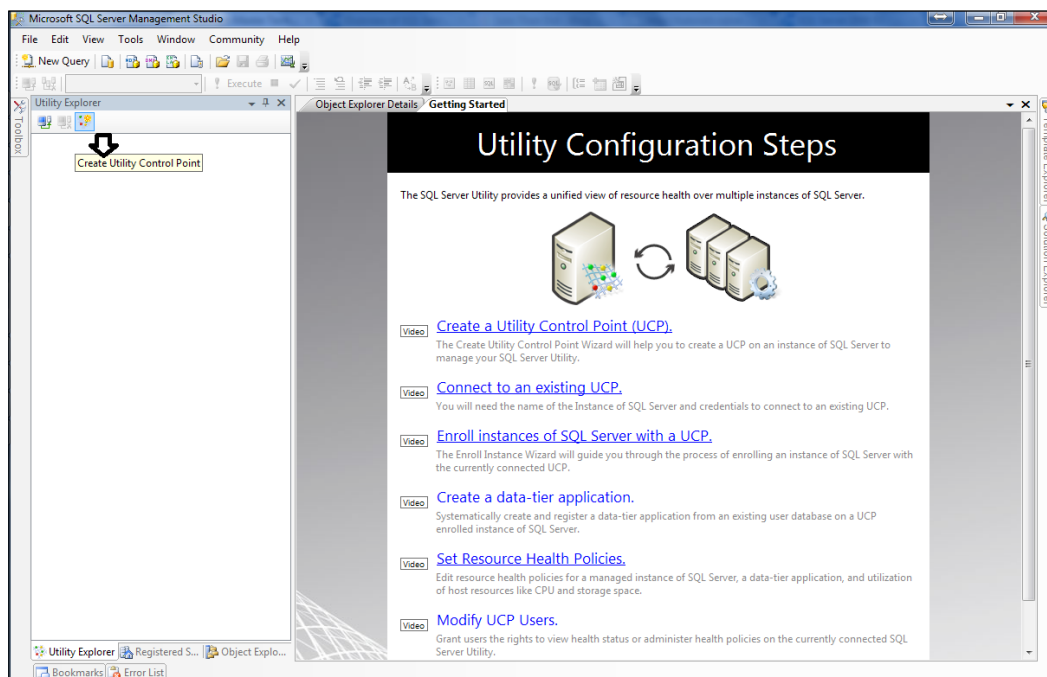 Microsoft SQL Server Management Studio
File Edit View Tools Window Community Help
New Query
Execute
Utility Explorer
Object Explorer Details
Getting Started
Toolbox
Create Utility Control Point
Utility Configuration Steps
The SQL Server Utility provides a unified view of resource health over multiple instances of SQL Server.
Video Create a Utility Control Point (UCP).
The Create Utility Control Point Wizard will help you to create a UCP on an instance of SQL Server to
manage your SQL Server Utility.
Video Connect to an existing UCP.
You will need the name of the Instance of SQL Server and credentials to connect to an existing UCP.
Video Enroll instances of SQL Server with a UCP.
The Enroll Instance Wizard will guide you through the process of enrolling an instance of SQL Server with
the currently connected UCP.
Video Create a data-tier application.
Systematically create and register a data-tier application from an existing user database on a UCP
enrolled instance of SQL Server.
Video Set Resource Health Policies.
Edit resource health policies for a managed instance of SQL Server, a data-tier application, and utilization
of host resources like CPU and storage space.
Video Modify UCP Users.
Grant users the rights to view health status or administer health policies on the currently connected SQL
Server Utility.
Template Explorer
Solution Explorer
Utility Explorer
Registered S...
Object Explo...
Bookmarks
Error List